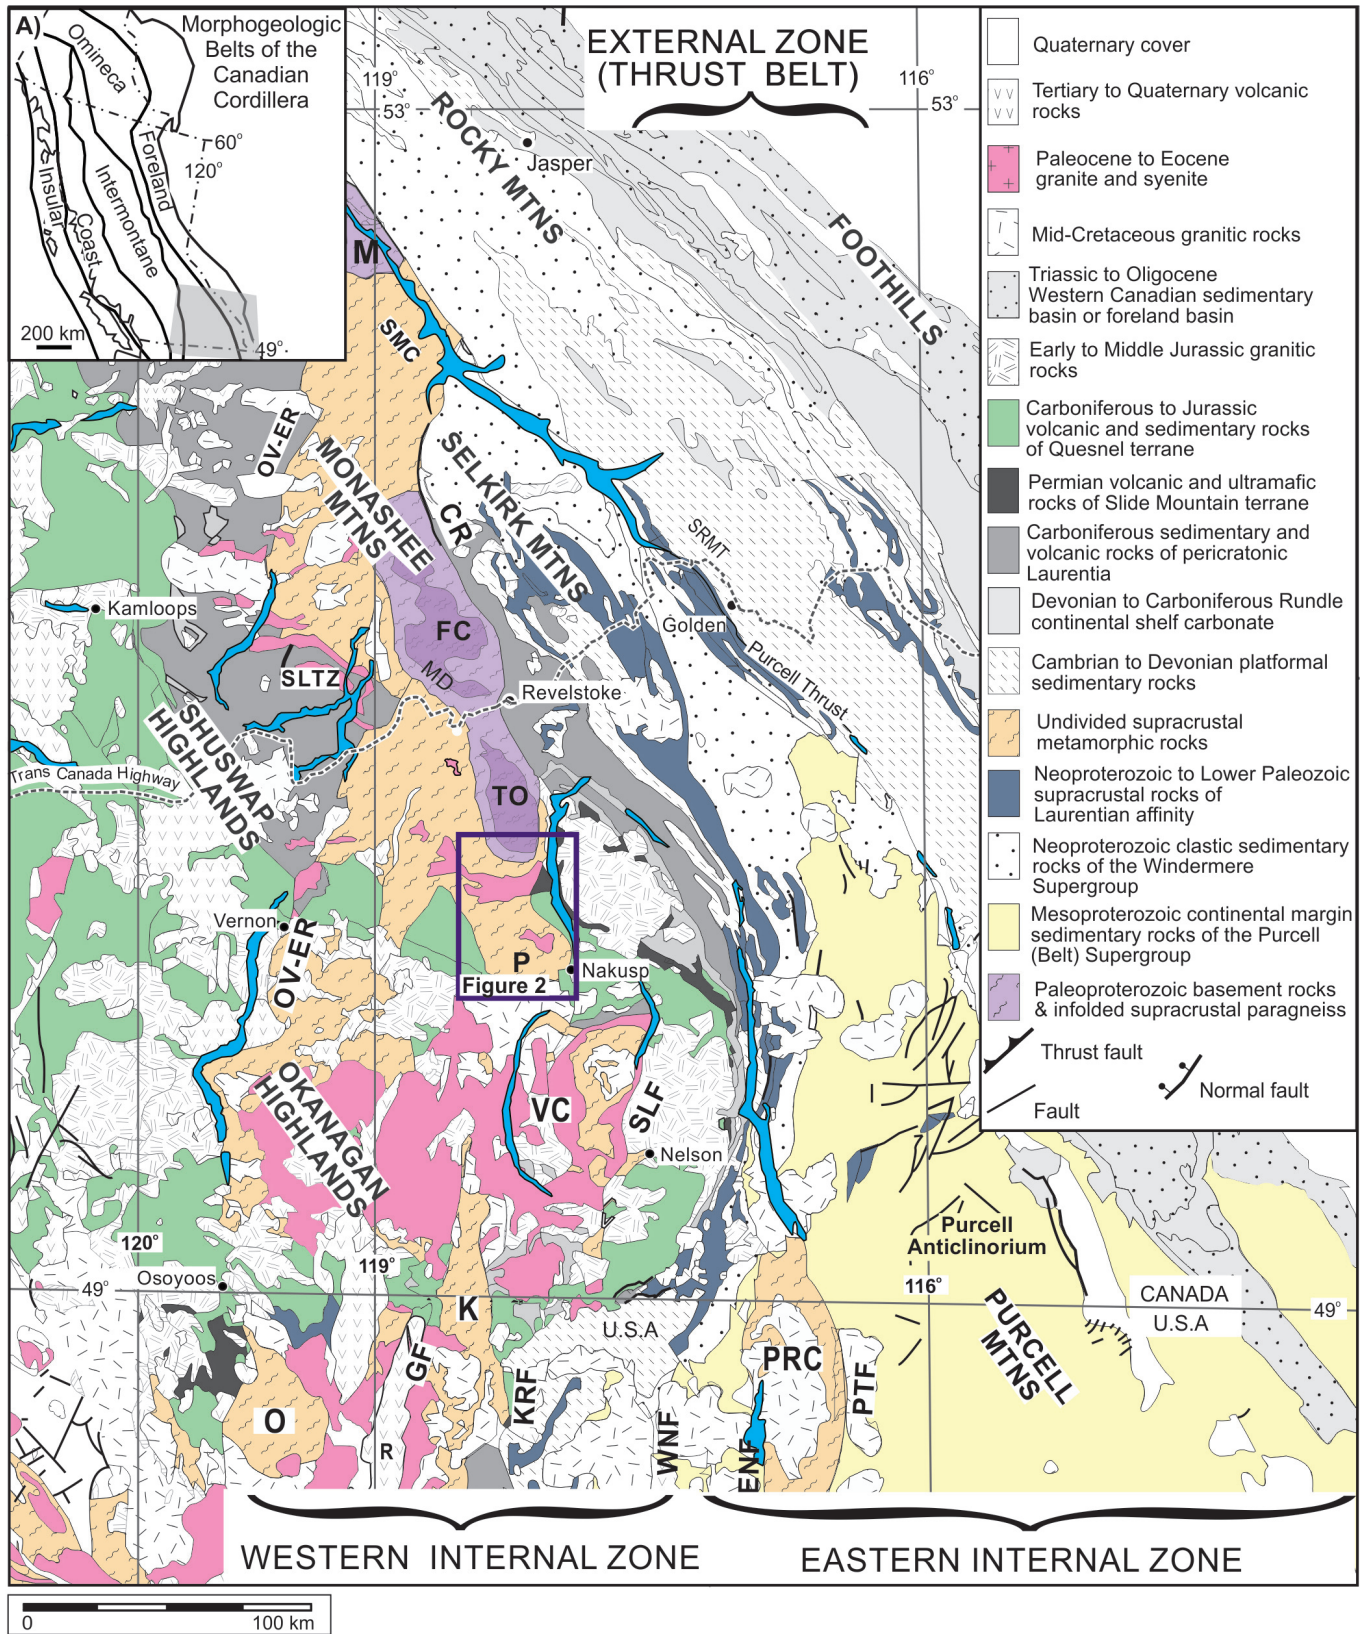 A)
Morphogeologic
Belts of the
Canadian
Cordillera
Omineca
Foreland
Intermontane
Insular
Coast
60°
120°
49°
200 km
EXTERNAL ZONE
(THRUST BELT)
119°
116°
53°
53°
ROCKY MTNS
Jasper
FOOTHILLS
M
SMC
OV-ER
MONASHEE
MTNS
SELKIRK MTNS
CR
SRMT
Kamloops
FC
Golden
SLTZ
MD
Revelstoke
Purcell Thrust
SHUSWAP
HIGHLANDS
Trans Canada Highway
TO
Vernon
OV-ER
P
Nakusp
Figure 2
OKANAGAN
HIGHLANDS
VC
SLF
Nelson
Purcell
Anticlinorium
120°
119°
116°
Osoyoos
49°
CANADA
U.S.A
49°
K
U.S.A
PURCELL
MTNS
GF
PRC
KRF
PTF
O
R
WNF
ENF
WESTERN INTERNAL ZONE
EASTERN INTERNAL ZONE
0
100 km
Quaternary cover
Tertiary to Quaternary volcanic
rocks
Paleocene to Eocene
granite and syenite
Mid-Cretaceous granitic rocks
Triassic to Oligocene
Western Canadian sedimentary
basin or foreland basin
Early to Middle Jurassic granitic
rocks
Carboniferous to Jurassic
volcanic and sedimentary rocks
of Quesnel terrane
Permian volcanic and ultramafic
rocks of Slide Mountain terrane
Carboniferous sedimentary and
volcanic rocks of pericratonic
Laurentia
Devonian to Carboniferous Rundle
continental shelf carbonate
Cambrian to Devonian platformal
sedimentary rocks
Undivided supracrustal
metamorphic rocks
Neoproterozoic to Lower Paleozoic
supracrustal rocks of
Laurentian affinity
Neoproterozoic clastic sedimentary
rocks of the Windermere
Supergroup
Mesoproterozoic continental margin
sedimentary rocks of the Purcell
(Belt) Supergroup
Paleoproterozoic basement rocks
& infolded supracrustal paragneiss
Thrust fault
Normal fault
Fault